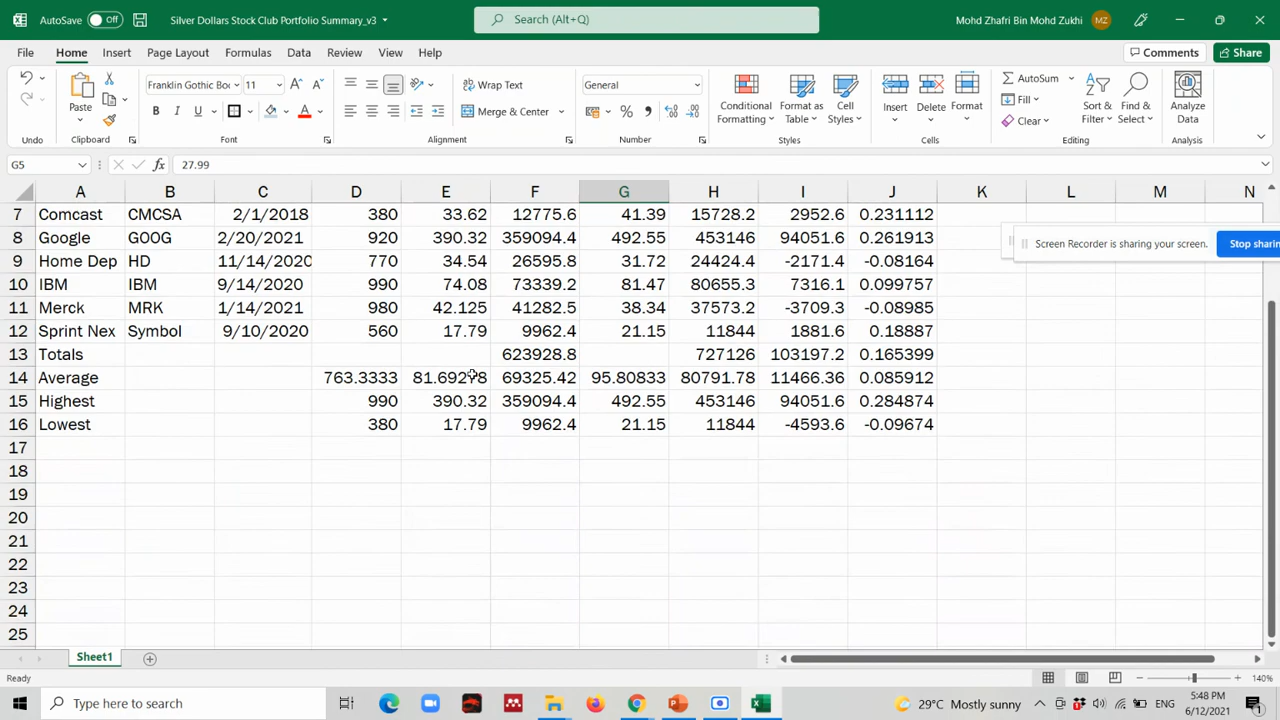 AutoSave Off Silver Dollars Stock Club Portfolio Summary_v3 Search (Alt+Q) Mohd Zhafri Bin Mohd Zukhi MZ
File Home Insert Page Layout Formulas Data Review View Help Comments Share
Franklin Gothic Bo 11 Wrap Text General AutoSum
Paste B I U Merge & Center % Conditional Formatting Format as Table Cell Styles Insert Delete Format Fill Clear Sort & Filter Find & Select Analyze Data
Undo Clipboard Font Alignment Number Styles Cells Editing Analysis
G5 fx 27.99
A B C D E F G H I J K L M N
7 Comcast CMCSA 2/1/2018 380 33.62 12775.6 41.39 15728.2 2952.6 0.231112
8 Google GOOG 2/20/2021 920 390.32 359094.4 492.55 453146 94051.6 0.261913
Screen Recorder is sharing your screen. Stop sharin
9 Home Dep HD 11/14/2020 770 34.54 26595.8 31.72 24424.4 -2171.4 -0.08164
10 IBM IBM 9/14/2020 990 74.08 73339.2 81.47 80655.3 7316.1 0.099757
11 Merck MRK 1/14/2021 980 42.125 41282.5 38.34 37573.2 -3709.3 -0.08985
12 Sprint Nex Symbol 9/10/2020 560 17.79 9962.4 21.15 11844 1881.6 0.18887
13 Totals 623928.8 727126 103197.2 0.165399
14 Average 763.3333 81.69278 69325.42 95.80833 80791.78 11466.36 0.085912
15 Highest 990 390.32 359094.4 492.55 453146 94051.6 0.284874
16 Lowest 380 17.79 9962.4 21.15 11844 -4593.6 -0.09674
17
18
19
20
21
22
23
24
25
Sheet1
Ready 140%
Type here to search 29°C Mostly sunny ENG 5:48 PM
6/12/2021 1